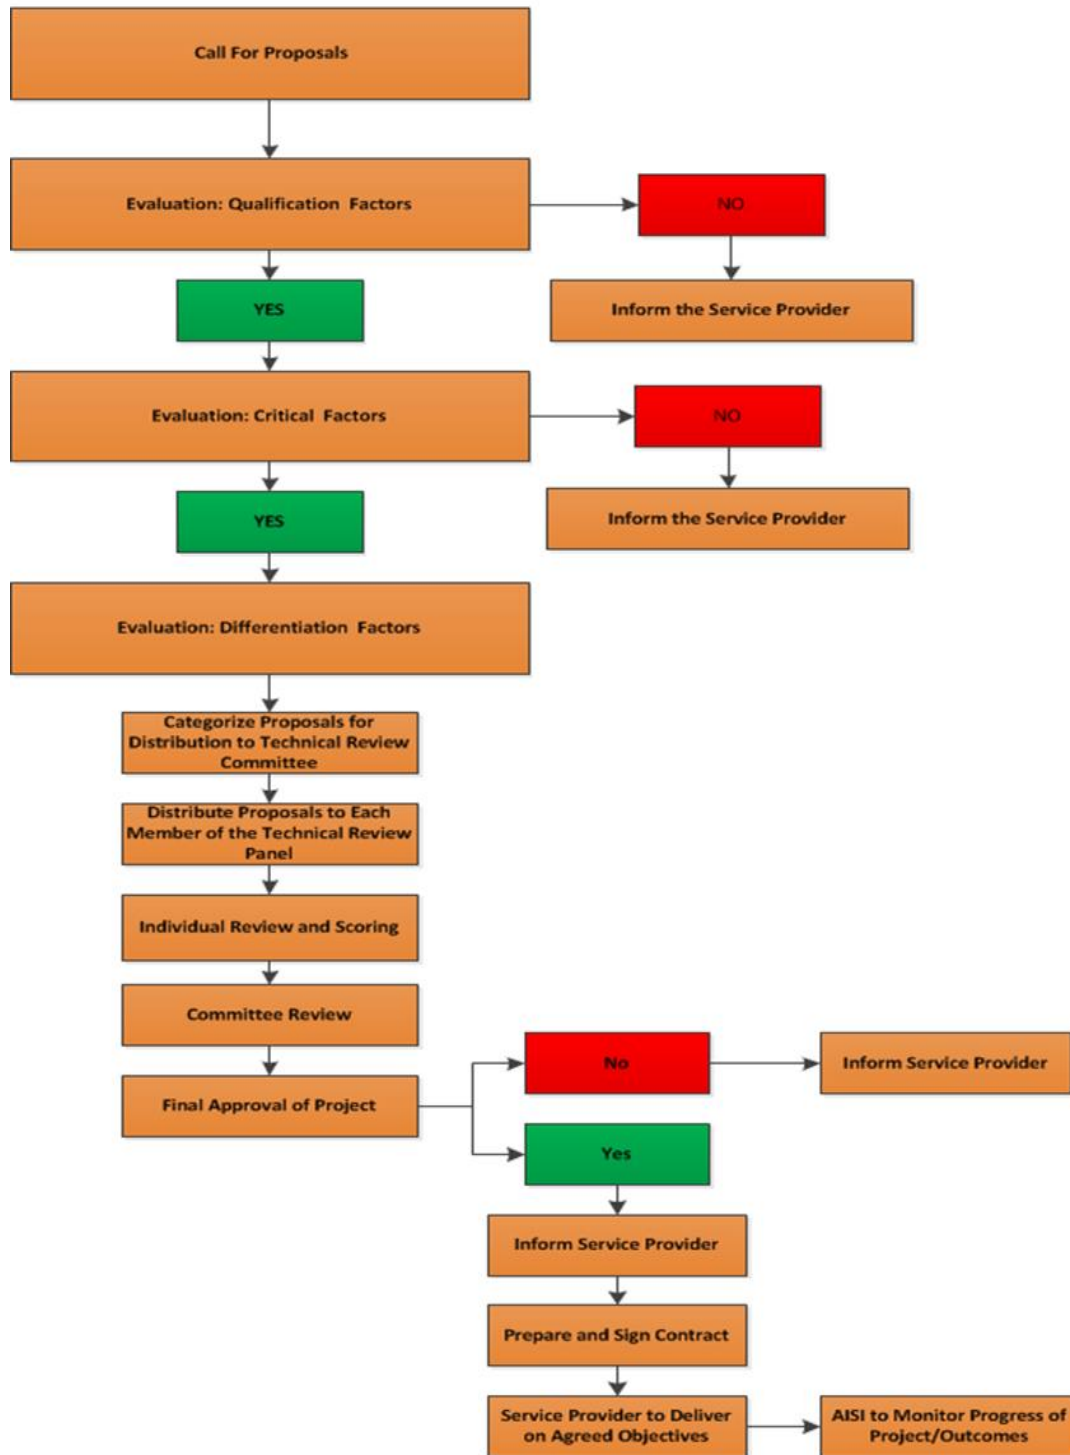 Call For Proposals
Evaluation: Qualification Factors
NO
YES
Inform the Service Provider
Evaluation: Critical Factors
NO
YES
Inform the Service Provider
Evaluation: Differentiation Factors
Categorize Proposals for
Distribution to Technical Review
Committee
Distribute Proposals to Each
Member of the Technical Review
Panel
Individual Review and Scoring
Committee Review
Final Approval of Project
No
Inform Service Provider
Yes
Inform Service Provider
Prepare and Sign Contract
Service Provider to Deliver
on Agreed Objectives
AISI to Monitor Progress of
Project/Outcomes